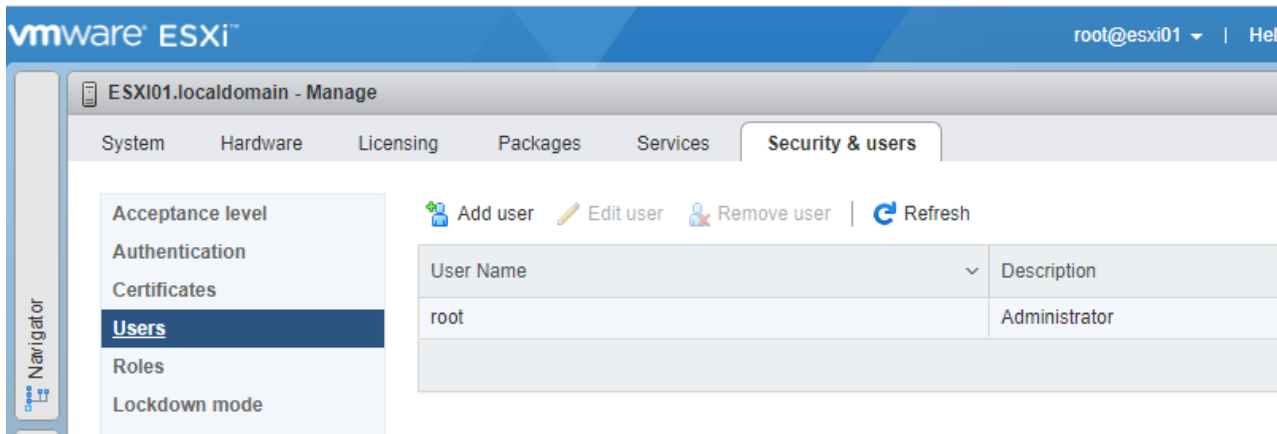 vmware ESXi™
root@esxi01 | Hel
ESXI01.localdomain - Manage
System Hardware Licensing Packages Services Security & users
Navigator
Acceptance level
Authentication
Certificates
Users
Roles
Lockdown mode
Add user Edit user Remove user | Refresh
User Name Description
root Administrator